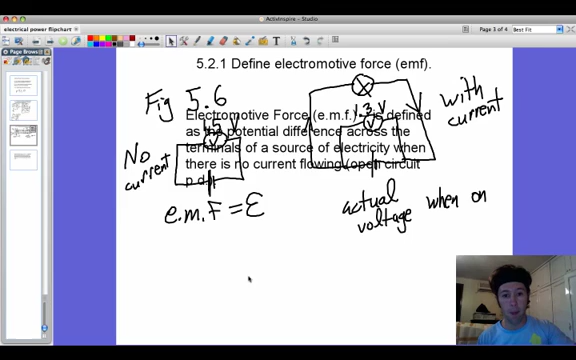 ActivInspire – Studio
electrical power flipchart
Page 3 of 4
Best Fit
Page Browser
5.2.1 Define electromotive force (emf).
Fig 5.6
Electromotive Force (e.m.f.) is defined
as the potential difference across the
terminals of a source of electricity when
there is no current flowing (open circuit
p.d.)
1.5 V
V
No
current
e.m.F = ε
1.3 V
V
with
current
actual
voltage when on